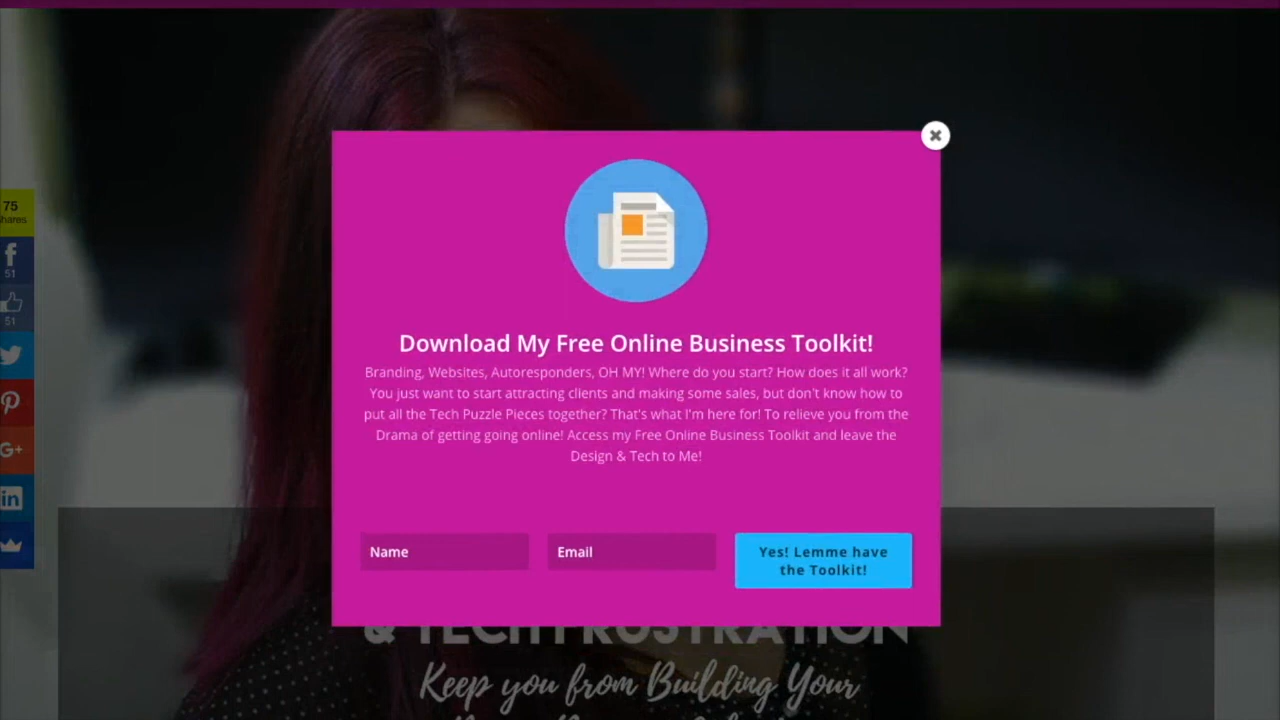 75
hares
51
51
Download My Free Online Business Toolkit!
Branding, Websites, Autoresponders, OH MY! Where do you start? How does it all work?
You just want to start attracting clients and making some sales, but don't know how to
put all the Tech Puzzle Pieces together? That's what I'm here for! To relieve you from the
Drama of getting going online! Access my Free Online Business Toolkit and leave the
Design & Tech to Me!
Name
Email
Yes! Lemme have
the Toolkit!
& TECH FRUSTRATION
Keep you from Building Your